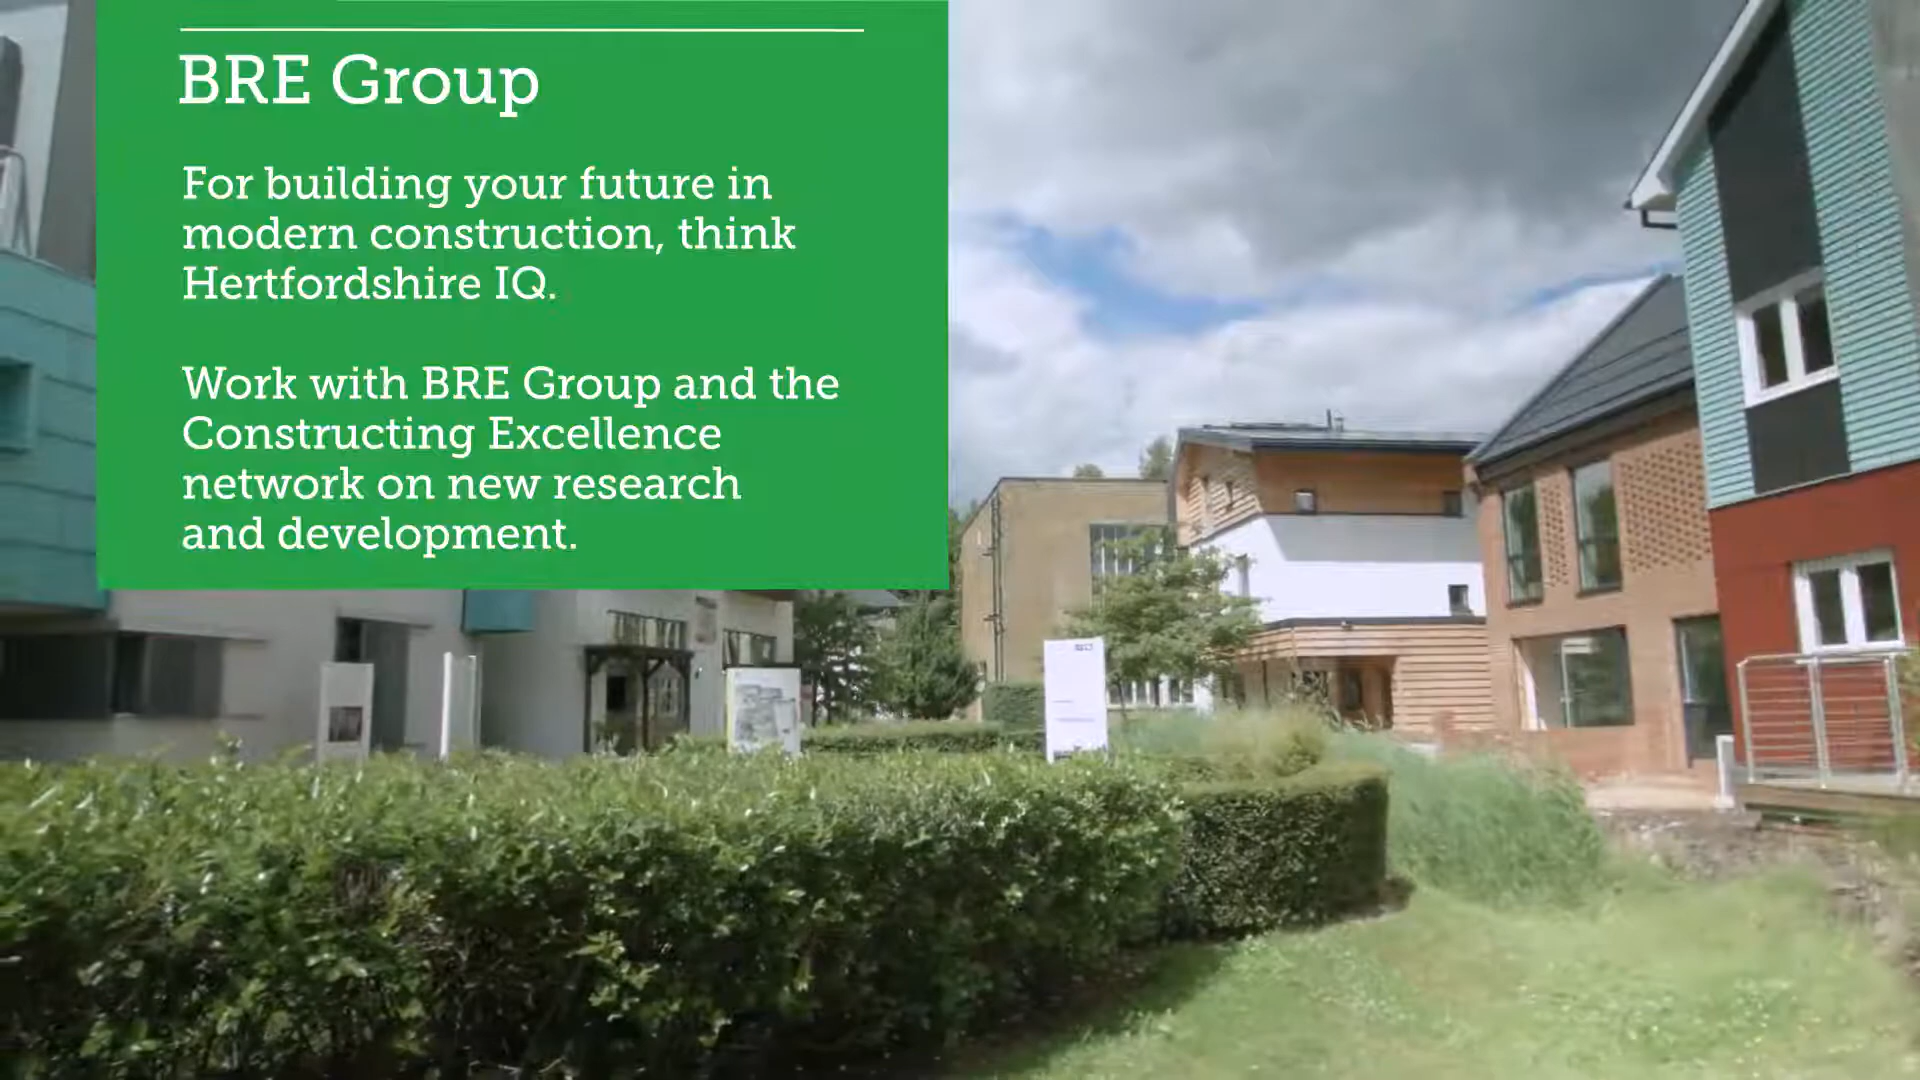 BRE Group
For building your future in
modern construction, think
Hertfordshire IQ.
Work with BRE Group and the
Constructing Excellence
network on new research
and development.